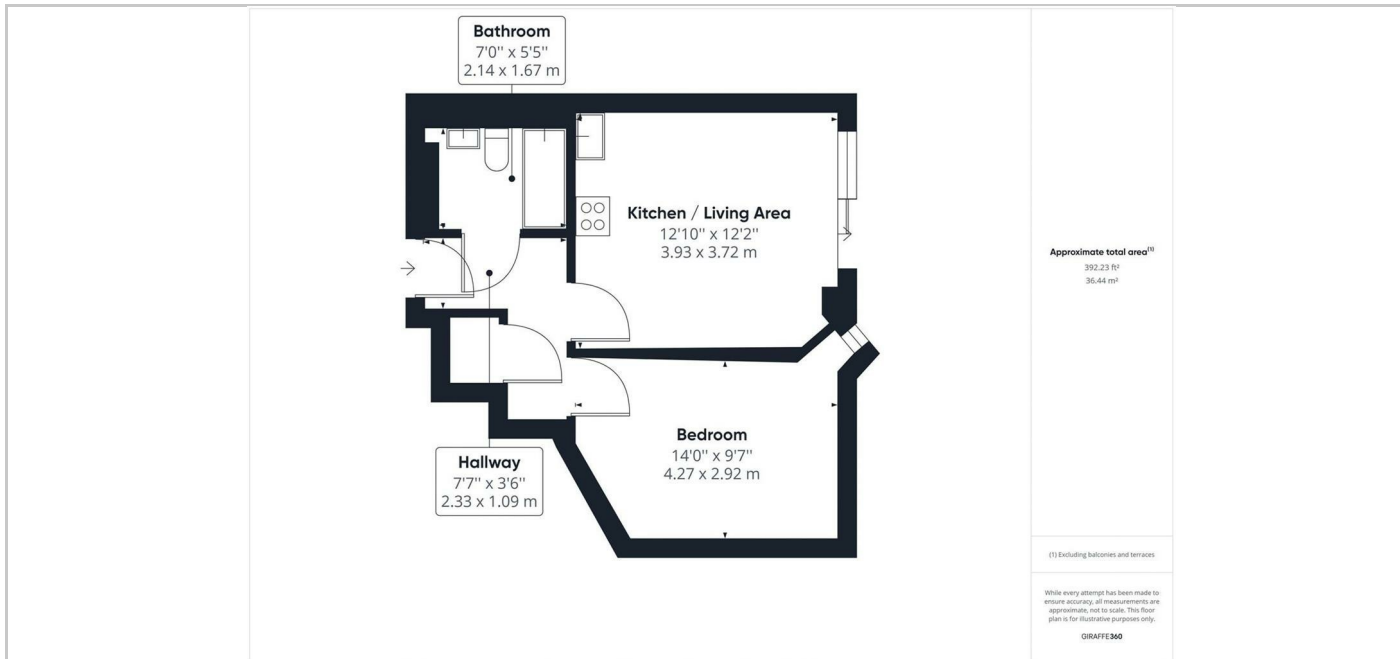 Bathroom
7'0'' x 5'5''
2.14 x 1.67 m
Kitchen / Living Area
12'10'' x 12'2''
3.93 x 3.72 m
Bedroom
14'0'' x 9'7''
4.27 x 2.92 m
Hallway
7'7'' x 3'6''
2.33 x 1.09 m
Approximate total area(1)
392.23 ft²
36.44 m²
(1) Excluding balconies and terraces
While every attempt has been made to
ensure accuracy, all measurements are
approximate, not to scale. This floor
plan is for illustrative purposes only.
GIRAFFE360